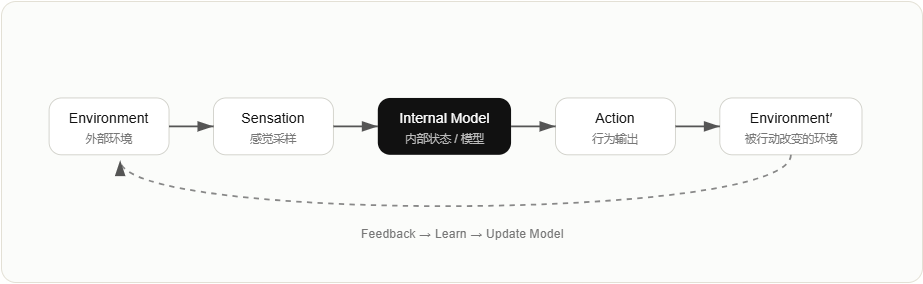 Environment
外部环境
Sensation
感觉采样
Internal Model
内部状态 / 模型
Action
行为输出
Environment′
被行动改变的环境
Feedback → Learn → Update Model